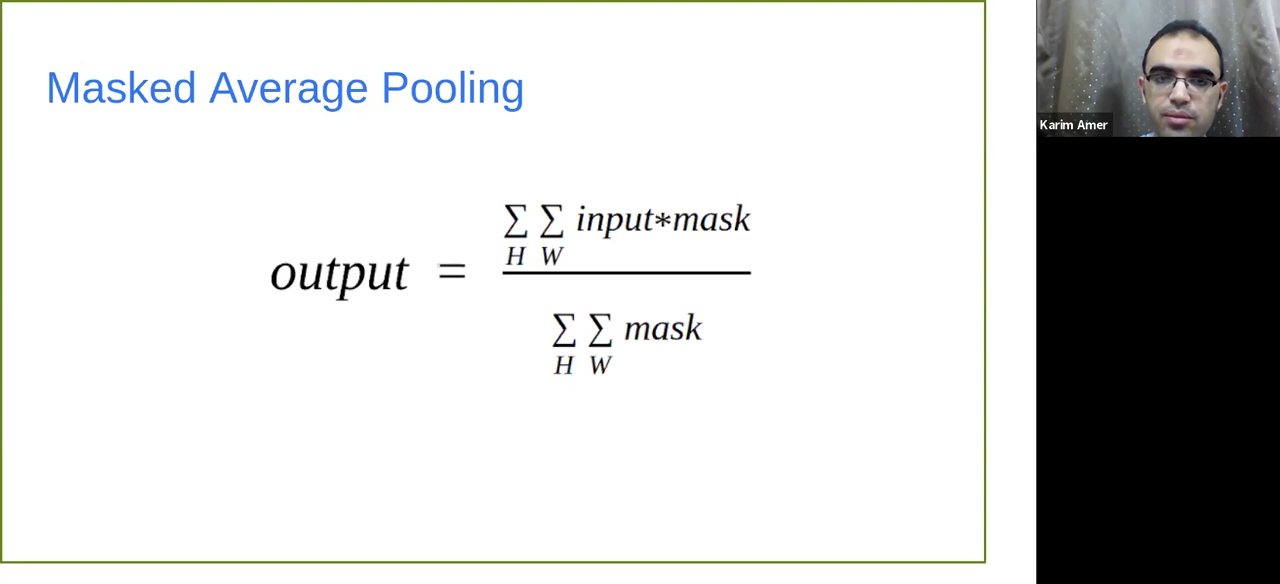 Masked Average Pooling
∑ ∑ input*mask
H W
output =
∑ ∑ mask
H W
Karim Amer